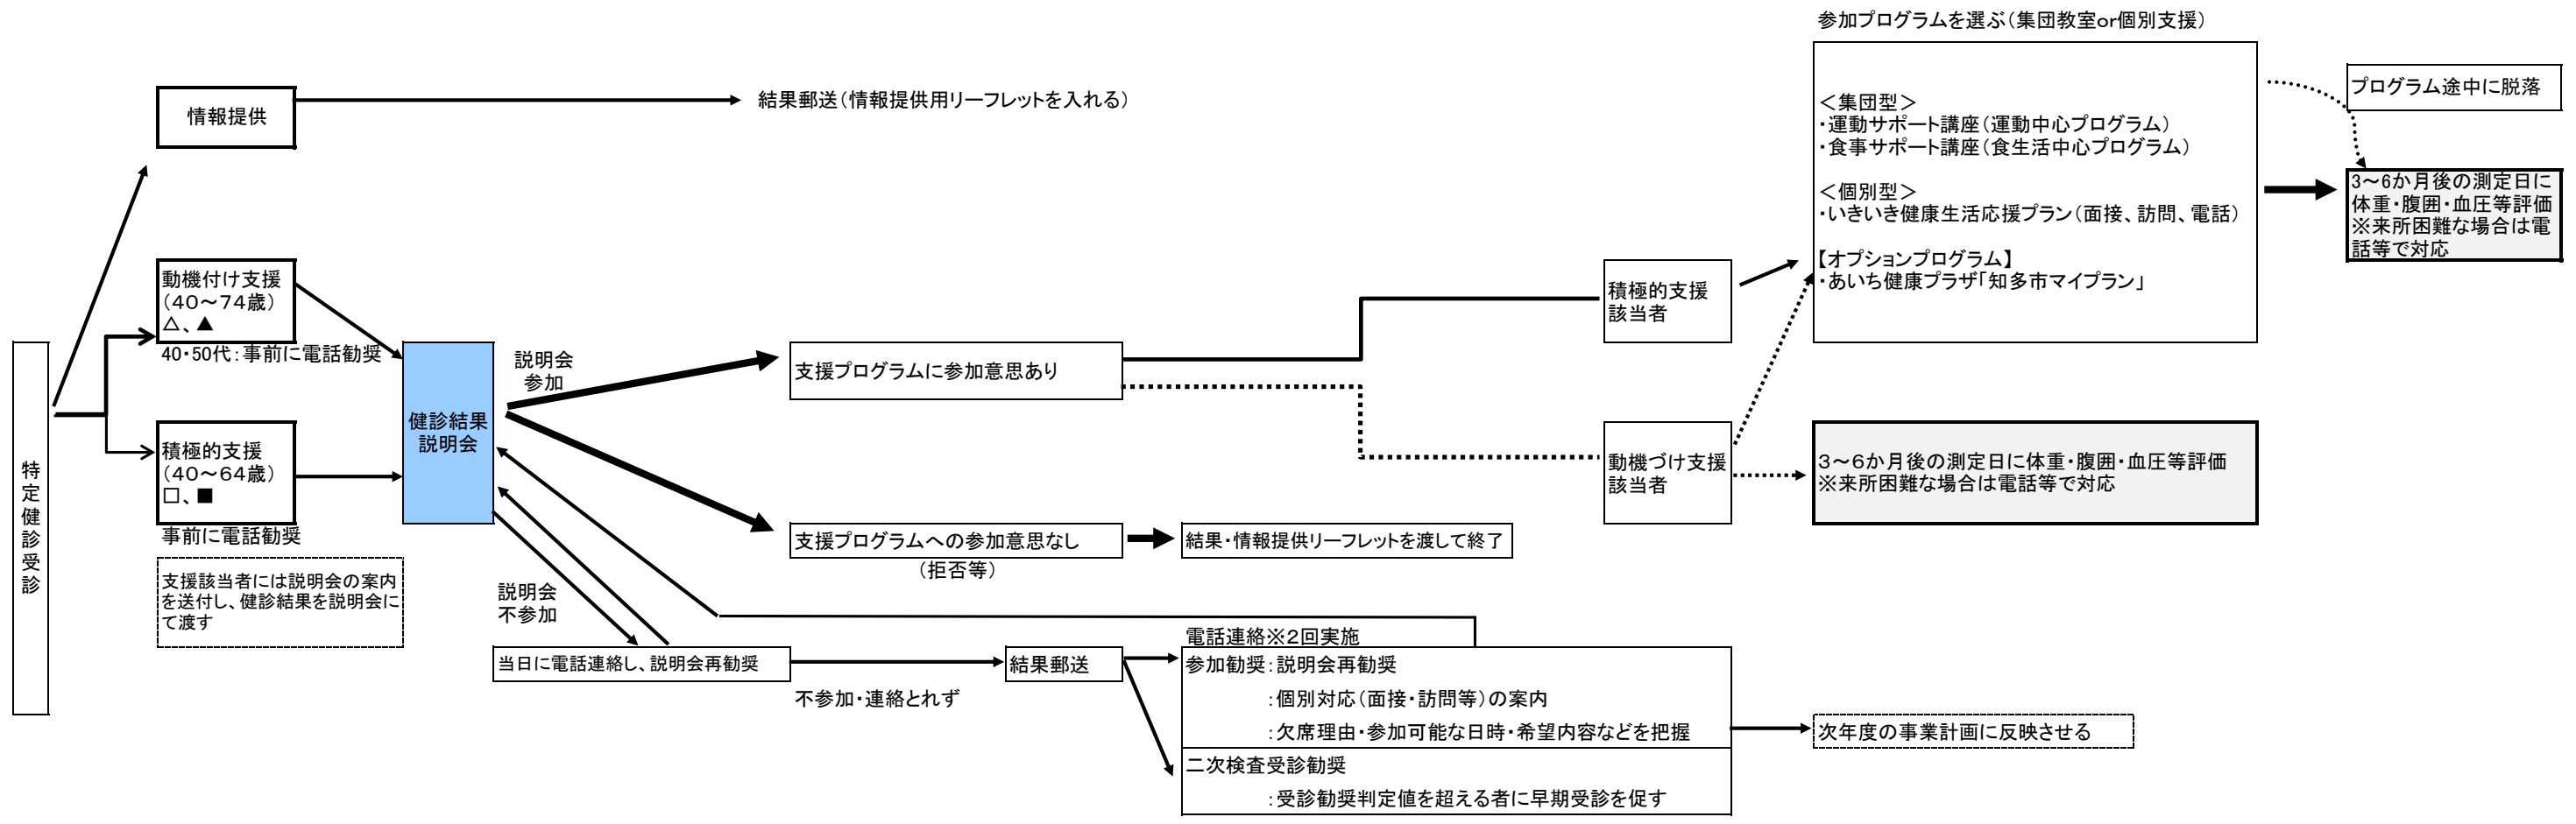 参加プログラムを選ぶ（集団教室or個別支援）
プログラム途中に脱落
情報提供
結果郵送（情報提供用リーフレットを入れる）
＜集団型＞
・運動サポート講座（運動中心プログラム）
・食事サポート講座（食生活中心プログラム）
＜個別型＞
・いきいき健康生活応援プラン（面接、訪問、電話）
【オプションプログラム】
・あいち健康プラザ「知多市マイプラン」
3～6か月後の測定日に
体重・腹囲・血圧等評価
※来所困難な場合は電
話等で対応
動機付け支援
（40～74歳）
△、▲
40・50代：事前に電話勧奨
積極的支援
該当者
特定健診受診
健診結果
説明会
説明会
参加
支援プログラムに参加意思あり
積極的支援
（40～64歳）
□、■
事前に電話勧奨
動機づけ支援
該当者
3～6か月後の測定日に体重・腹囲・血圧等評価
※来所困難な場合は電話等で対応
支援プログラムへの参加意思なし
（拒否等）
結果・情報提供リーフレットを渡して終了
支援該当者には説明会の案内
を送付し、健診結果を説明会に
て渡す
説明会
不参加
当日に電話連絡し、説明会再勧奨
不参加・連絡とれず
結果郵送
電話連絡※2回実施
参加勧奨：説明会再勧奨
：個別対応（面接・訪問等）の案内
：欠席理由・参加可能な日時・希望内容などを把握
次年度の事業計画に反映させる
二次検査受診勧奨
：受診勧奨判定値を超える者に早期受診を促す